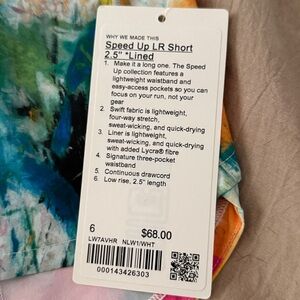 WHY WE MADE THIS
Speed Up LR Short
2.5" *Lined
1. Make it a long one. The Speed
Up collection features a
lightweight waistband and
easy-access pockets so you can
focus on your run, not your
gear
2. Swift fabric is lightweight,
four-way stretch,
sweat-wicking, and quick-drying
3. Liner is lightweight,
sweat-wicking, and quick-drying
with added Lycra® fibre
4. Signature three-pocket
waistband
5. Continuous drawcord
6. Low rise, 2.5" length
6 $68.00
LW7AVHR NLW1/WHT
000143426303